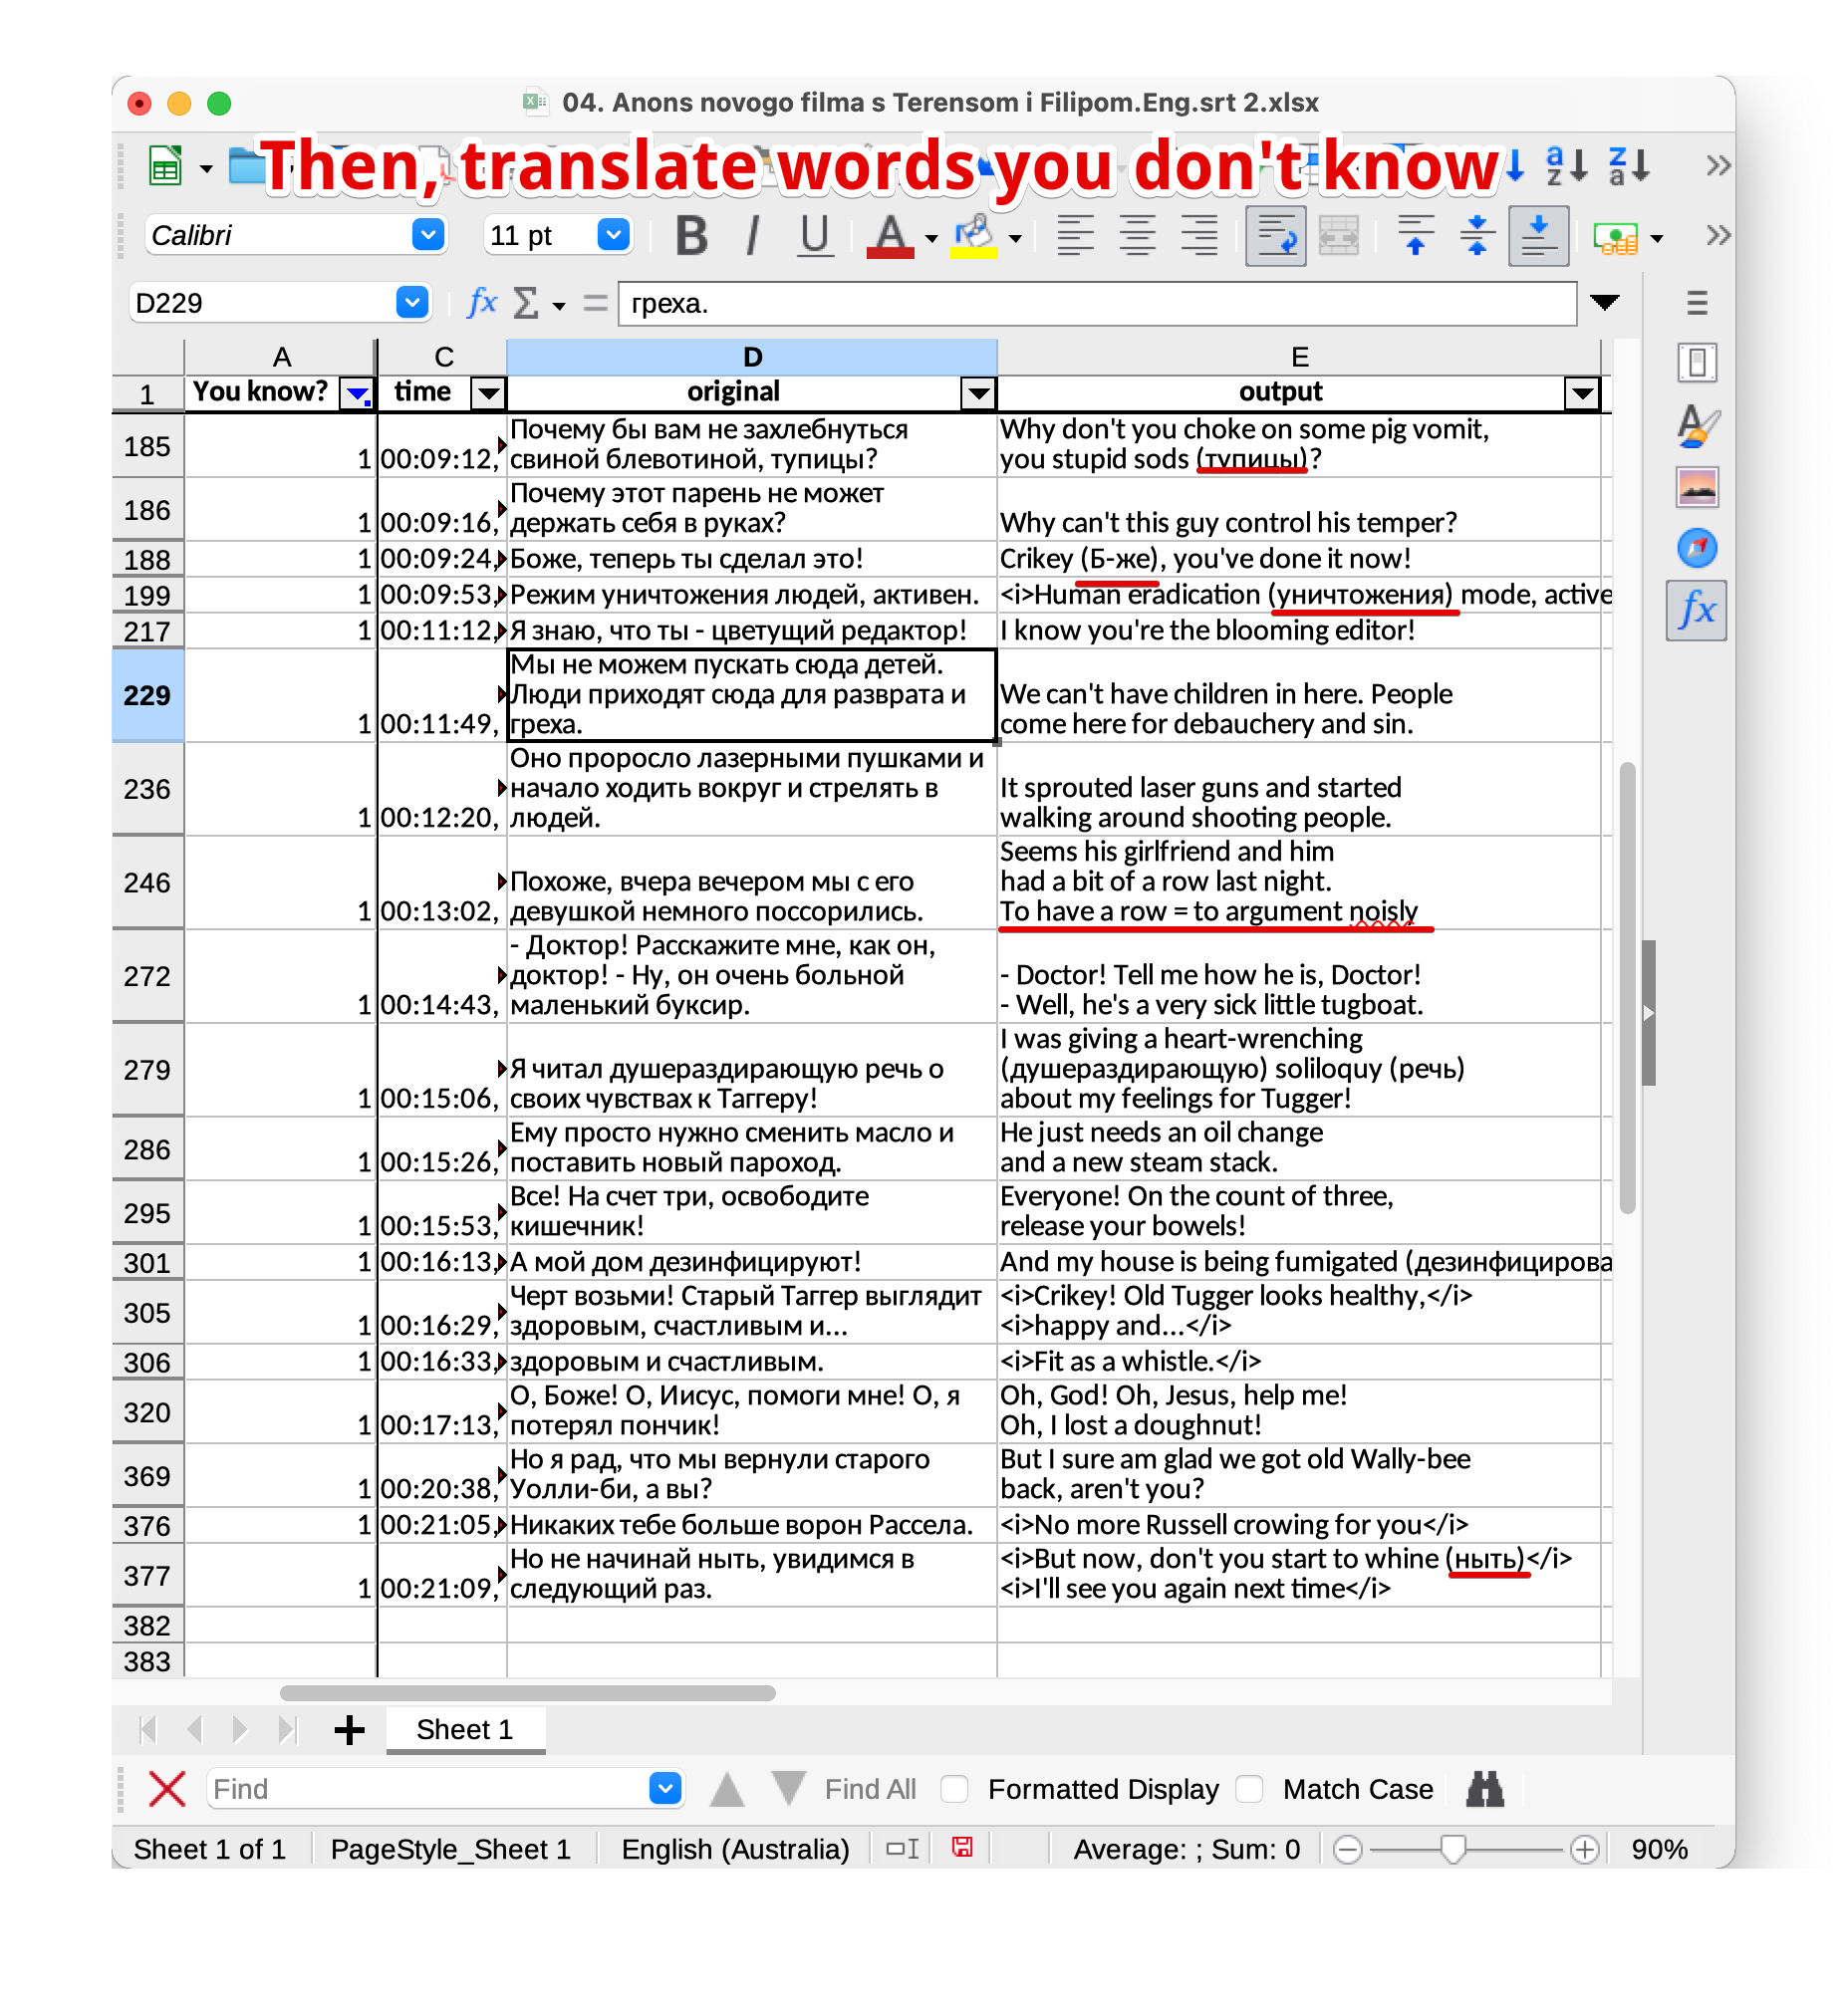 04. Anons novogo filma s Terensom i Filipom.Eng.srt 2.xlsx
Then, translate words you don't know
Calibri 11 pt B I U A
D229 fx Σ = греха.
A C D E
1 You know? time original output
185 1 00:09:12, Почему бы вам не захлебнуться Why don't you choke on some pig vomit,
свиной блевотиной, тупицы? you stupid sods (тупицы)?
186 1 00:09:16, Почему этот парень не может
держать себя в руках? Why can't this guy control his temper?
188 1 00:09:24, Боже, теперь ты сделал это! Crikey (Б-же), you've done it now!
199 1 00:09:53, Режим уничтожения людей, активен. <i>Human eradication (уничтожения) mode, active
217 1 00:11:12, Я знаю, что ты - цветущий редактор! I know you're the blooming editor!
229 1 00:11:49, Мы не можем пускать сюда детей.
Люди приходят сюда для разврата и We can't have children in here. People
греха. come here for debauchery and sin.
236 1 00:12:20, Оно проросло лазерными пушками и
начало ходить вокруг и стрелять в It sprouted laser guns and started
людей. walking around shooting people.
Seems his girlfriend and him
246 1 00:13:02, Похоже, вчера вечером мы с его had a bit of a row last night.
девушкой немного поссорились. To have a row = to argument noisly
272 1 00:14:43, - Доктор! Расскажите мне, как он,
доктор! - Ну, он очень больной - Doctor! Tell me how he is, Doctor!
маленький буксир. - Well, he's a very sick little tugboat.
I was giving a heart-wrenching
279 1 00:15:06, Я читал душераздирающую речь о (душераздирающую) soliloquy (речь)
своих чувствах к Таггеру! about my feelings for Tugger!
286 1 00:15:26, Ему просто нужно сменить масло и He just needs an oil change
поставить новый пароход. and a new steam stack.
295 1 00:15:53, Все! На счет три, освободите Everyone! On the count of three,
кишечник! release your bowels!
301 1 00:16:13, А мой дом дезинфицируют! And my house is being fumigated (дезинфицирова
305 1 00:16:29, Черт возьми! Старый Таггер выглядит <i>Crikey! Old Tugger looks healthy,</i>
здоровым, счастливым и... <i>happy and...</i>
306 1 00:16:33, здоровым и счастливым. <i>Fit as a whistle.</i>
320 1 00:17:13, О, Боже! О, Иисус, помоги мне! О, я Oh, God! Oh, Jesus, help me!
потерял пончик! Oh, I lost a doughnut!
369 1 00:20:38, Но я рад, что мы вернули старого But I sure am glad we got old Wally-bee
Уолли-би, а вы? back, aren't you?
376 1 00:21:05, Никаких тебе больше ворон Рассела. <i>No more Russell crowing for you</i>
377 1 00:21:09, Но не начинай ныть, увидимся в <i>But now, don't you start to whine (ныть)</i>
следующий раз. <i>I'll see you again next time</i>
382
383
Sheet 1
Find Find All Formatted Display Match Case
Sheet 1 of 1 PageStyle_Sheet 1 English (Australia) Average: ; Sum: 0 90%